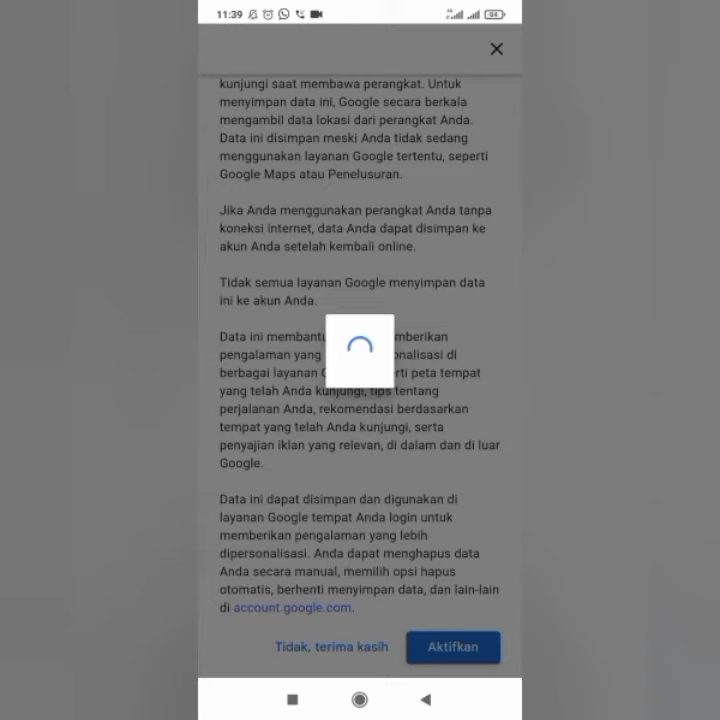 11:39
84
kunjungi saat membawa perangkat. Untuk
menyimpan data ini, Google secara berkala
mengambil data lokasi dari perangkat Anda.
Data ini disimpan meski Anda tidak sedang
menggunakan layanan Google tertentu, seperti
Google Maps atau Penelusuran.
Jika Anda menggunakan perangkat Anda tanpa
koneksi internet, data Anda dapat disimpan ke
akun Anda setelah kembali online.
Tidak semua layanan Google menyimpan data
ini ke akun Anda.
Data ini membantu mberikan
pengalaman yang onalisasi di
berbagai layanan rti peta tempat
yang telah Anda kunjungi, tips tentang
perjalanan Anda, rekomendasi berdasarkan
tempat yang telah Anda kunjungi, serta
penyajian iklan yang relevan, di dalam dan di luar
Google.
Data ini dapat disimpan dan digunakan di
layanan Google tempat Anda login untuk
memberikan pengalaman yang lebih
dipersonalisasi. Anda dapat menghapus data
Anda secara manual, memilih opsi hapus
otomatis, berhenti menyimpan data, dan lain-lain
di account.google.com.
Tidak, terima kasih Aktifkan